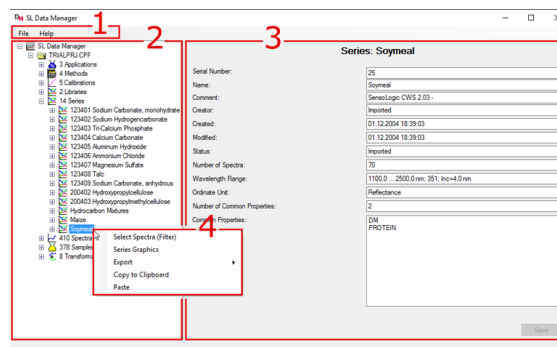 SL Data Manager
1
File Help
2
3
SL Data Manager
TRIALPRJ.CPF
3 Applications
4 Methods
5 Calibrations
2 Libraries
14 Series
123401 Sodium Carbonate, monohydrate
123402 Sodium Hydrogencarbonate
123403 Tri-Calcium Phosphate
123404 Calcium Carbonate
123405 Aluminum Hydroxide
123406 Ammonium Chloride
123407 Magnesium Sulfate
123408 Talc
123409 Sodium Carbonate, anhydrous
200402 Hydroxypropylcellulose
200403 Hydroxypropylmethylcellulose
Hydrocarbon Mixtures
Maize
Soymeal
410 Spectra
378 Samples
8 Transforma
4
Select Spectra (Filter)
Series Graphics
Export
Copy to Clipboard
Paste
Series: Soymeal
Serial Number: 25
Name: Soymeal
Comment: SensoLogic CWS 2.03 -
Creator: Imported
Created: 01.12.2004 18:39:03
Modified: 01.12.2004 18:39:03
Status: Imported
Number of Spectra: 70
Wavelength Range: 1100,0 ... 2500,0 nm; 351; Inc=4,0 nm
Ordinate Unit: Reflectance
Number of Common Properties: 2
Common Properties: DM
PROTEIN
Save